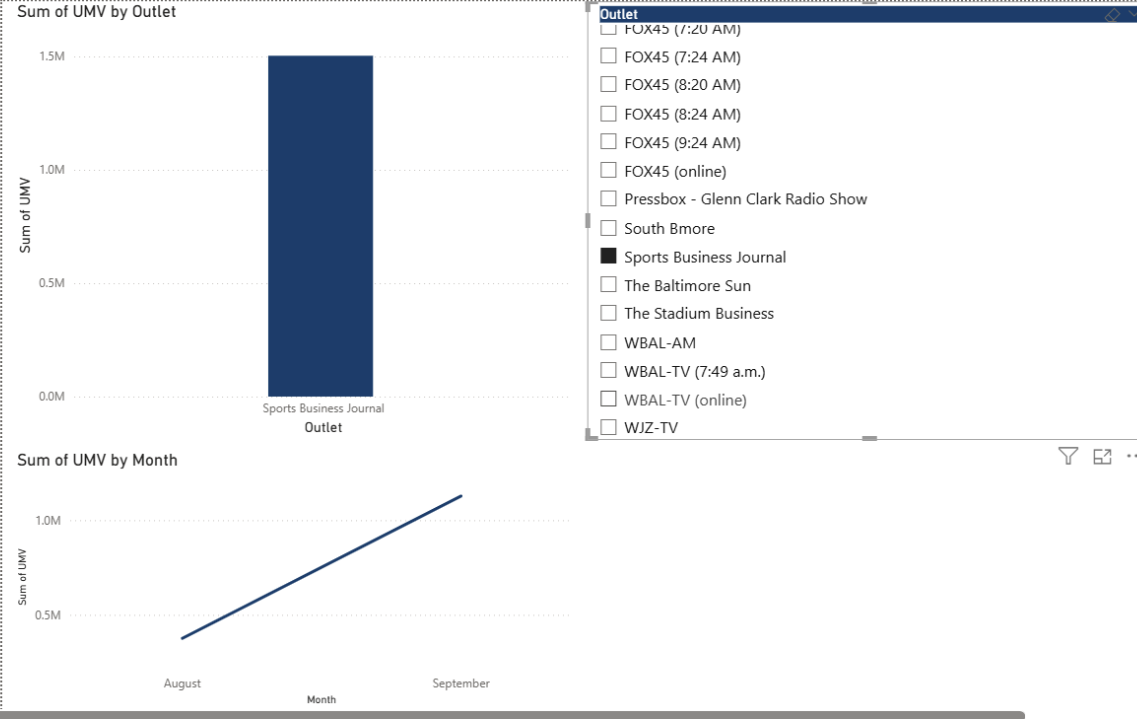 Sum of UMV by Outlet
1.5M
1.0M
0.5M
0.0M
Sum of UMV
Sports Business Journal
Outlet
Outlet
FOX45 (7:20 AM)
FOX45 (7:24 AM)
FOX45 (8:20 AM)
FOX45 (8:24 AM)
FOX45 (9:24 AM)
FOX45 (online)
Pressbox - Glenn Clark Radio Show
South Bmore
Sports Business Journal
The Baltimore Sun
The Stadium Business
WBAL-AM
WBAL-TV (7:49 a.m.)
WBAL-TV (online)
WJZ-TV
Sum of UMV by Month
1.0M
0.5M
Sum of UMV
August
September
Month